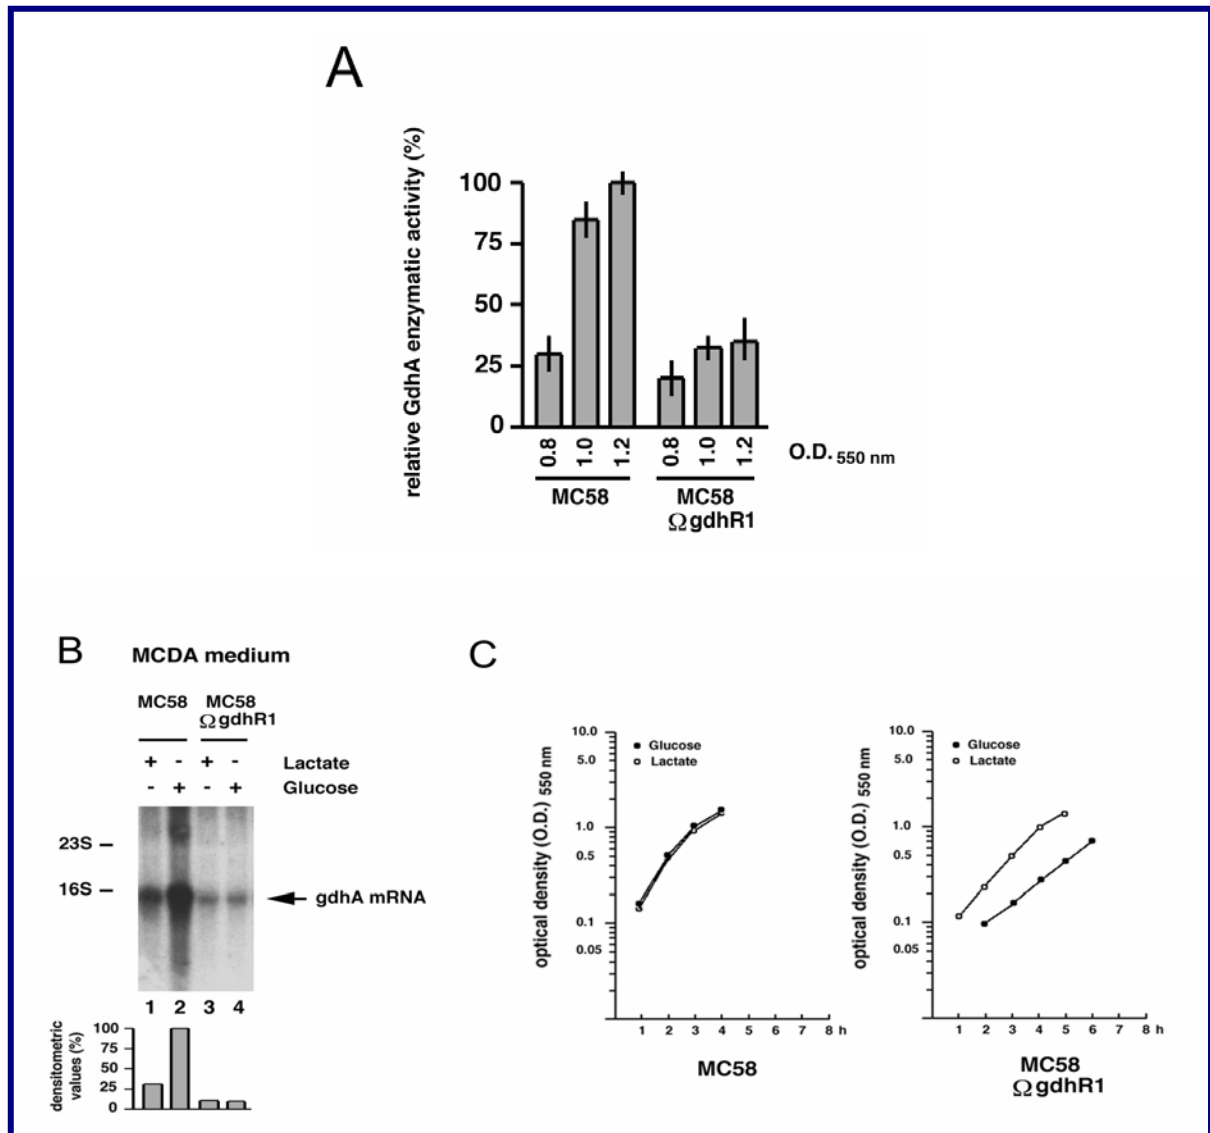 A
relative GdhA enzymatic activity (%)
100
75
50
25
0
0.8 1.0 1.2 0.8 1.0 1.2
O.D. 550 nm
MC58 MC58
Ω gdhR1
B MCDA medium
MC58 MC58
Ω gdhR1
+ - + - Lactate
- + - + Glucose
23S
16S
gdhA mRNA
1 2 3 4
densitometric
values (%)
100
75
50
25
0
C
optical density (O.D.) 550 nm
10.0
5.0
1.0
0.5
0.1
0.05
Glucose
Lactate
1 2 3 4 5 6 7 8 h
MC58
optical density (O.D.) 550 nm
10.0
5.0
1.0
0.5
0.1
0.05
Glucose
Lactate
1 2 3 4 5 6 7 8 h
MC58
Ω gdhR1